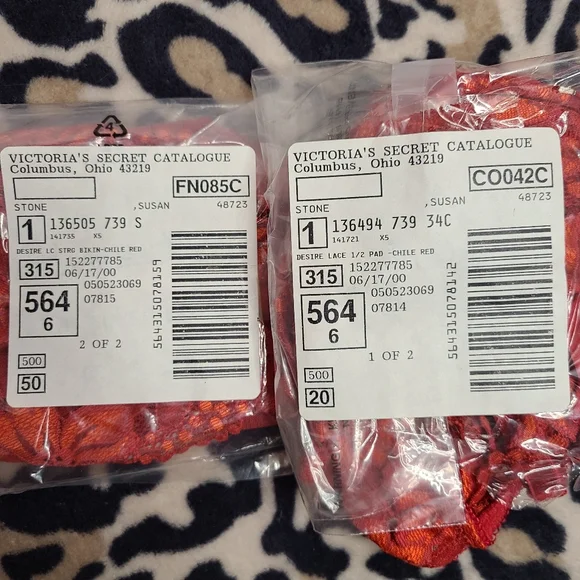 VICTORIA'S SECRET CATALOGUE
Columbus, Ohio 43219
FN085C
STONE ,SUSAN 48723
1 136505 739 S
141735 XS
DESIRE LC STRG BIKIN-CHILE RED
315 152277785
06/17/00
050523069
564
6
07815
2 OF 2
500
50
56431507815９
VICTORIA'S SECRET CATALOGUE
Columbus, Ohio 43219
CO042C
STONE ,SUSAN 48723
1 136494 739 34C
141721 XS
DESIRE LACE 1/2 PAD -CHILE RED
315 152277785
06/17/00
050523069
564
6
07814
1 OF 2
500
20
564315078142